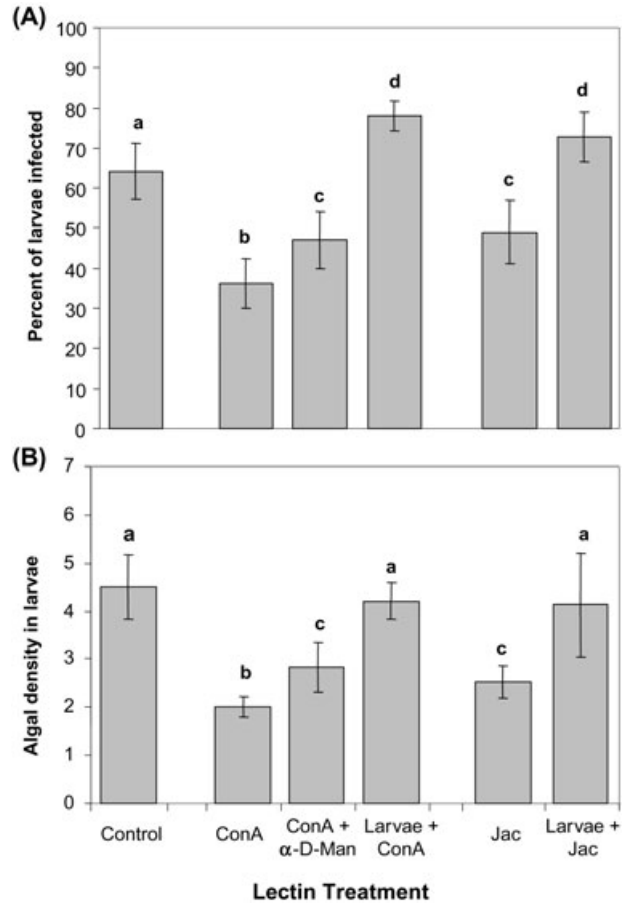 (A)
Percent of larvae infected
100
90
80
70
60
50
40
30
20
10
0
a
b
c
d
c
d
(B)
Algal density in larvae
7
6
5
4
3
2
1
0
a
b
c
a
c
a
Control
ConA
ConA +
α-D-Man
Larvae +
ConA
Jac
Larvae +
Jac
Lectin Treatment